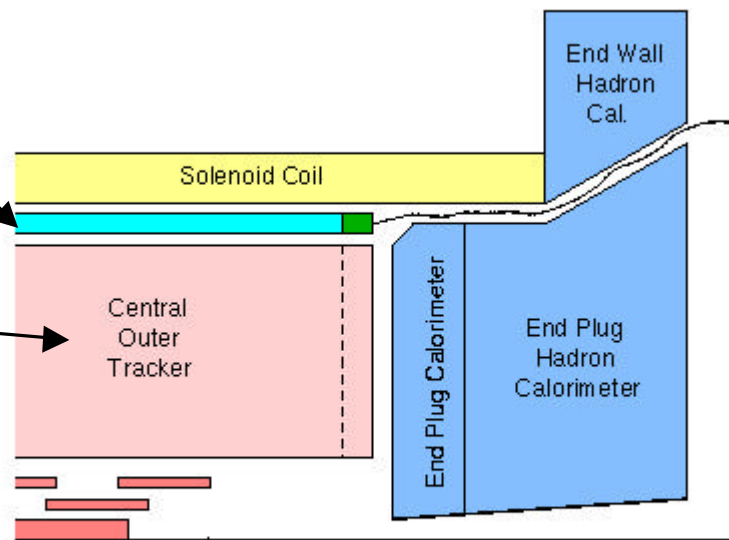 End Wall
Hadron
Cal.
Solenoid Coil
Central
Outer
Tracker
End Plug Calorimeter
End Plug
Hadron
Calorimeter